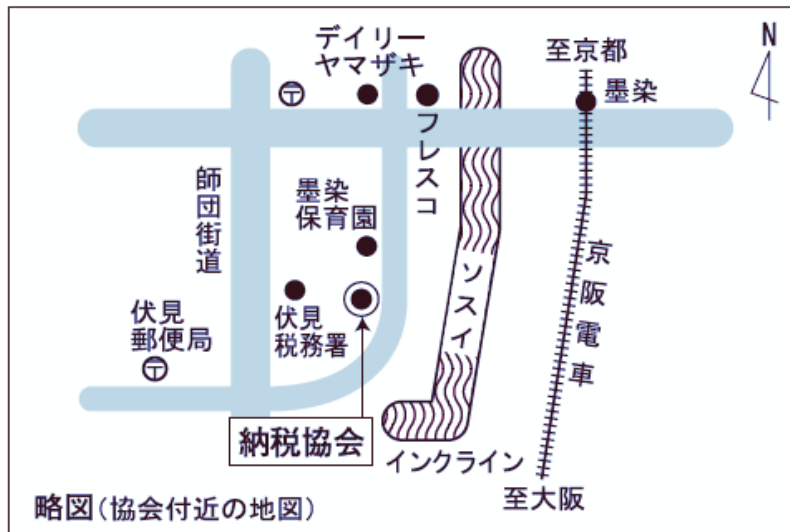 デイリー
ヤマザキ
至京都
N
〒
墨染
フレスコ
師団街道
墨染
保育園
ソスイ
京阪電車
伏見
郵便局
〒
伏見
税務署
納税協会
インクライン
至大阪
略図(協会付近の地図)